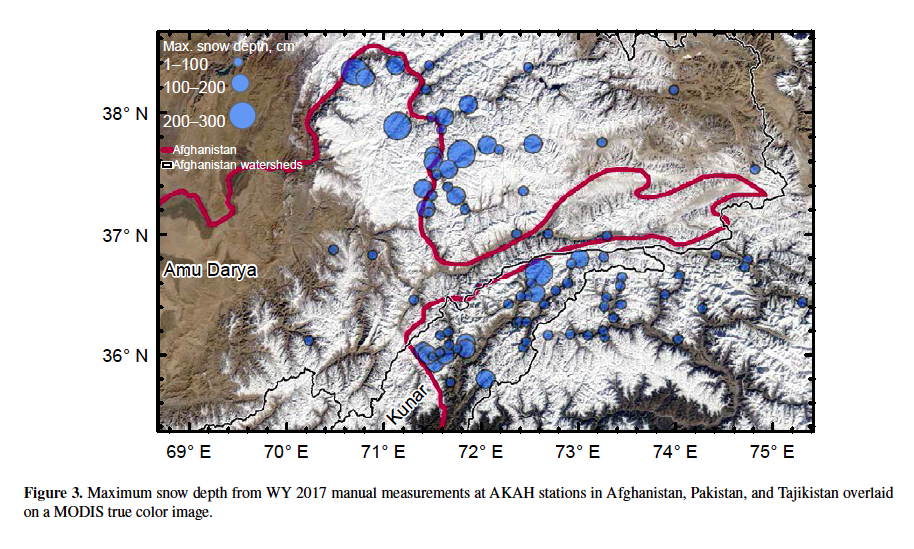 Max. snow depth, cm
1–100
100–200
200–300
Afghanistan
Afghanistan watersheds
38° N
37° N
36° N
Amu Darya
Kunar
69° E 70° E 71° E 72° E 73° E 74° E 75° E
Figure 3. Maximum snow depth from WY 2017 manual measurements at AKAH stations in Afghanistan, Pakistan, and Tajikistan overlaid
on a MODIS true color image.